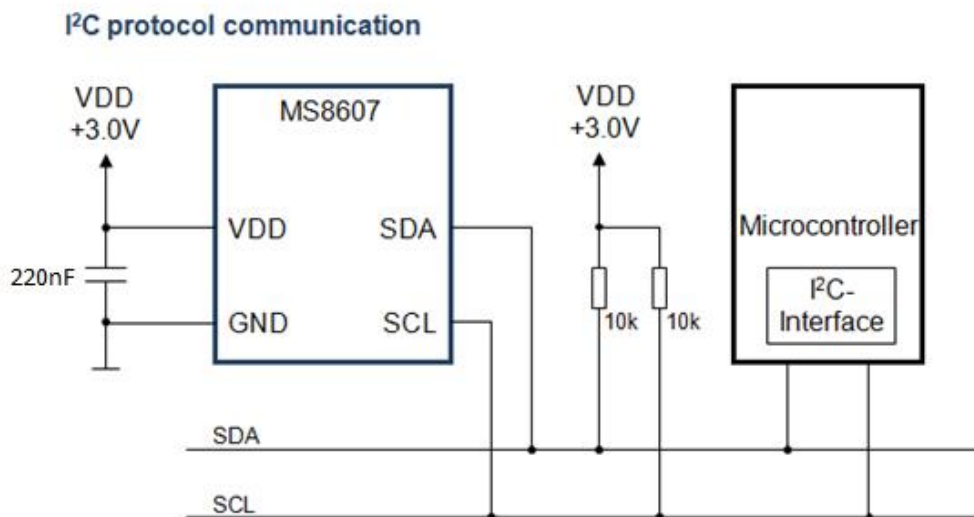 I²C protocol communication
VDD
+3.0V
MS8607
VDD
+3.0V
VDD
SDA
Microcontroller
220nF
I²C-
Interface
GND
SCL
10k
10k
SDA
SCL